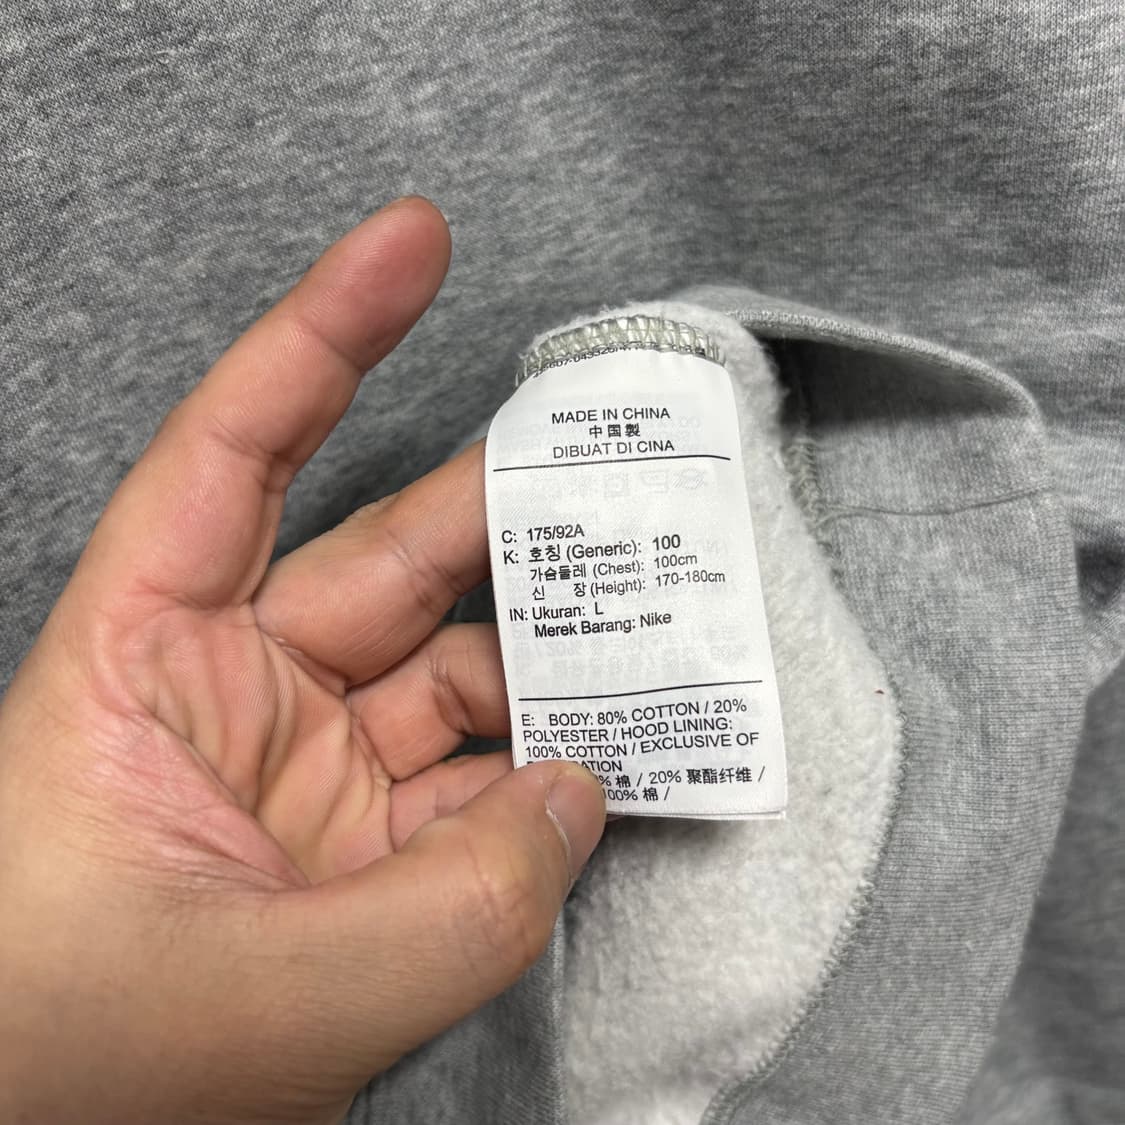 MADE IN CHINA
中国製
DIBUAT DI CINA
C: 175/92A
K: 호칭 (Generic): 100
가슴둘레 (Chest): 100cm
신 장 (Height): 170-180cm
IN: Ukuran: L
Merek Barang: Nike
E: BODY: 80% COTTON / 20%
POLYESTER / HOOD LINING:
100% COTTON / EXCLUSIVE OF
% 棉 / 20% 聚酯纤维 /
100% 棉 /